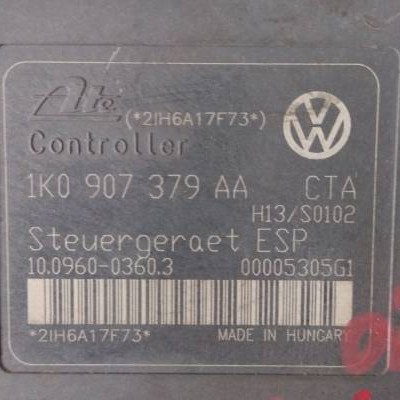 Ate (*2IH6A17F73*)
Controller
1K0 907 379 AA CTA
H13/S0102
Steuergeraet ESP
10.0960-0360.3 00005305G1
*2IH6A17F73* MADE IN HUNGARY